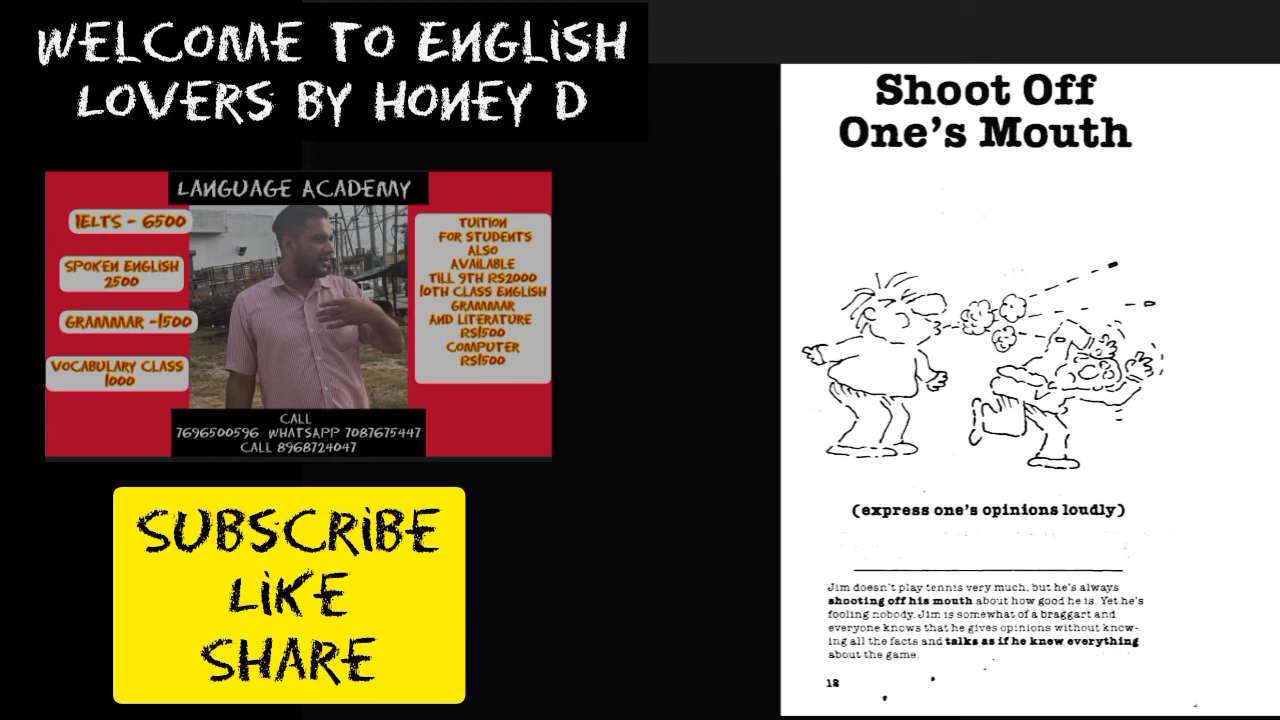 WELCOME TO ENGLISH
LOVERS BY HONEY D
LANGUAGE ACADEMY
IELTS - 6500
SPOKEN ENGLISH
2500
GRAMMAR -1500
VOCABULARY CLASS
1000
TUITION
FOR STUDENTS
ALSO
AVAILABLE
TILL 9TH RS2000
10TH CLASS ENGLISH
GRAMMAR
AND LITERATURE
RS1500
COMPUTER
RS1500
CALL
7696500596 WHATSAPP 7087675447
CALL 8968724047
SUBSCRIBE
LIKE
SHARE
Shoot Off
One's Mouth
(express one's opinions loudly)
Jim doesn't play tennis very much, but he's always
shooting off his mouth about how good he is. Yet he's
fooling nobody. Jim is somewhat of a braggart and
everyone knows that he gives opinions without know-
ing all the facts and talks as if he knew everything
about the game.
12